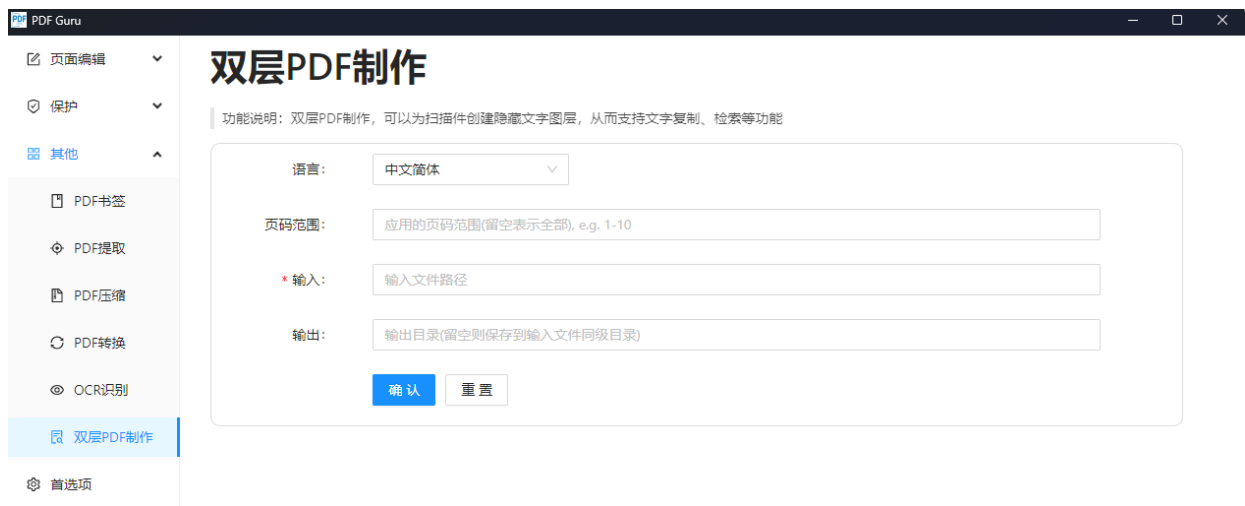 PDF Guru
页面编辑
保护
其他
PDF书签
PDF提取
PDF压缩
PDF转换
OCR识别
双层PDF制作
首选项
双层PDF制作
功能说明：双层PDF制作，可以为扫描件创建隐藏文字图层，从而支持文字复制、检索等功能
语言： 中文简体
页码范围： 应用的页码范围(留空表示全部), e.g. 1-10
* 输入： 输入文件路径
输出： 输出目录(留空则保存到输入文件同级目录)
确认 重置